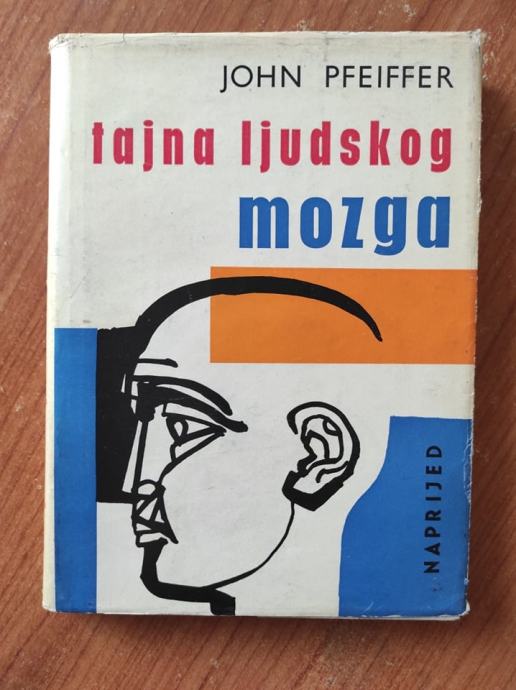 JOHN PFEIFFER
tajna ljudskog
mozga
NAPRIJED